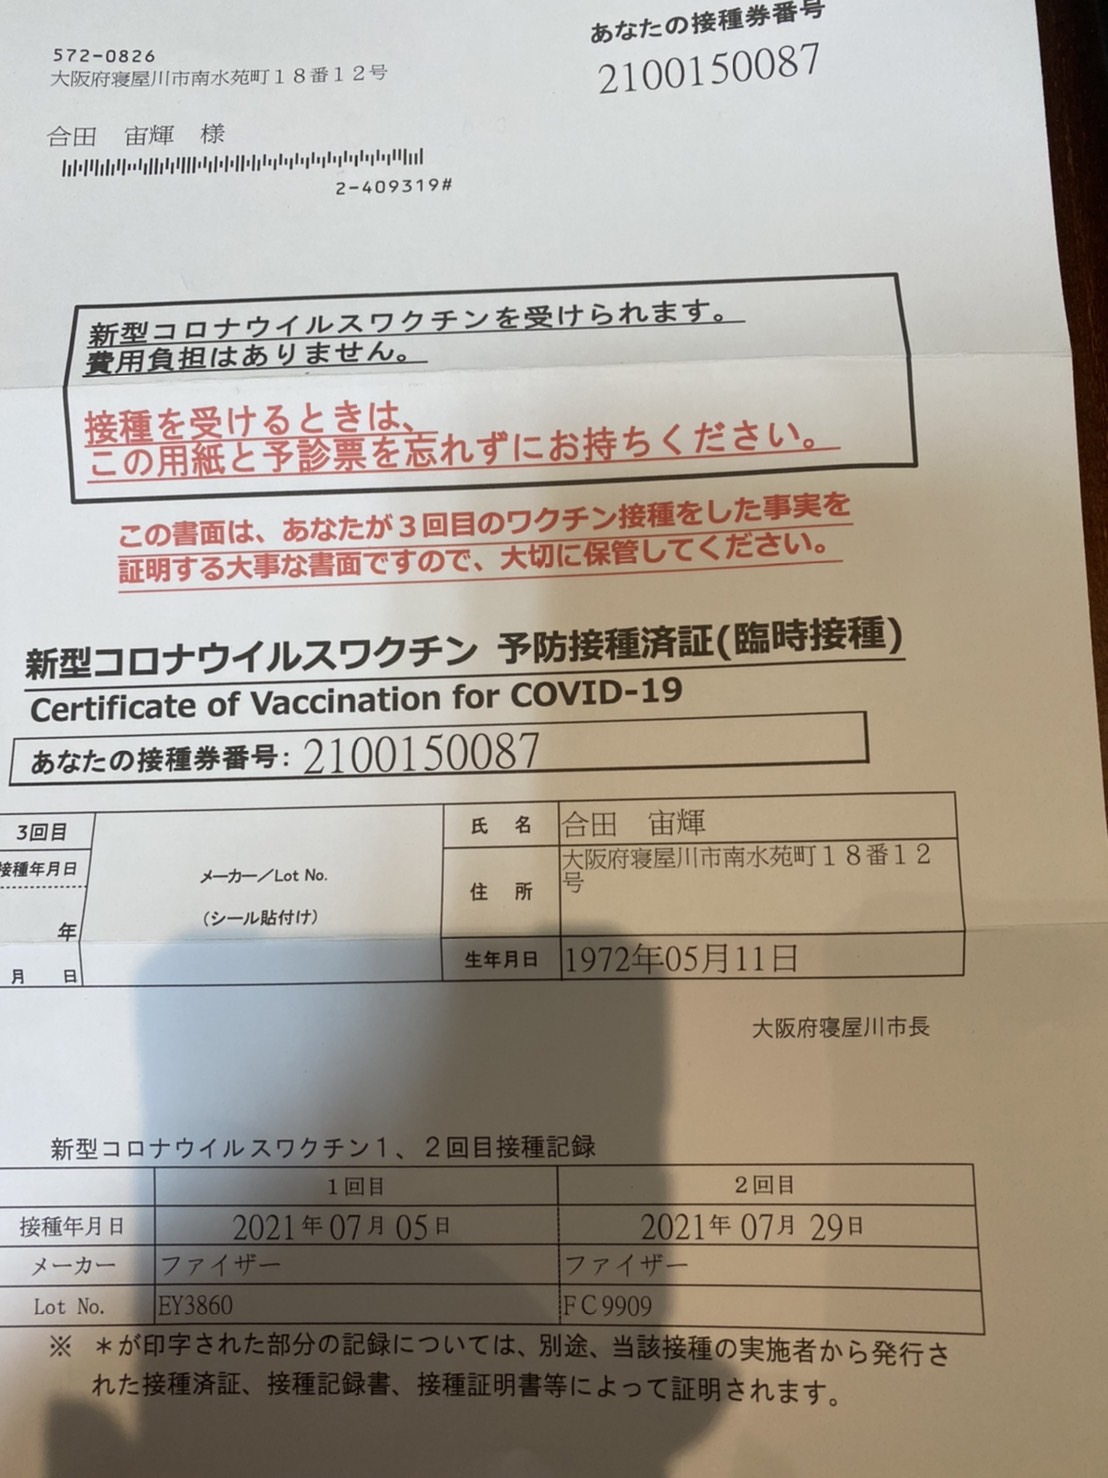 572-0826
大阪府寝屋川市南水苑町１８番１２号
合田　宙輝　様
2-409319#
あなたの接種券番号
2100150087
新型コロナウイルスワクチンを受けられます。
費用負担はありません。
接種を受けるときは、
この用紙と予診票を忘れずにお持ちください。
この書面は、あなたが３回目のワクチン接種をした事実を
証明する大事な書面ですので、大切に保管してください。
新型コロナウイルスワクチン 予防接種済証(臨時接種)
Certificate of Vaccination for COVID-19
あなたの接種券番号: 2100150087
3回目
接種年月日
年
月　日
メーカー／Lot No.
（シール貼付け）
氏　名 合田　宙輝
住　所 大阪府寝屋川市南水苑町１８番１２
号
生年月日 1972年05月11日
大阪府寝屋川市長
新型コロナウイルスワクチン１、２回目接種記録
１回目 ２回目
接種年月日 2021年 07月 05日 2021年 07月 29日
メーカー ファイザー ファイザー
Lot No. EY3860 FC9909
※ ＊が印字された部分の記録については、別途、当該接種の実施者から発行さ
れた接種済証、接種記録書、接種証明書等によって証明されます。